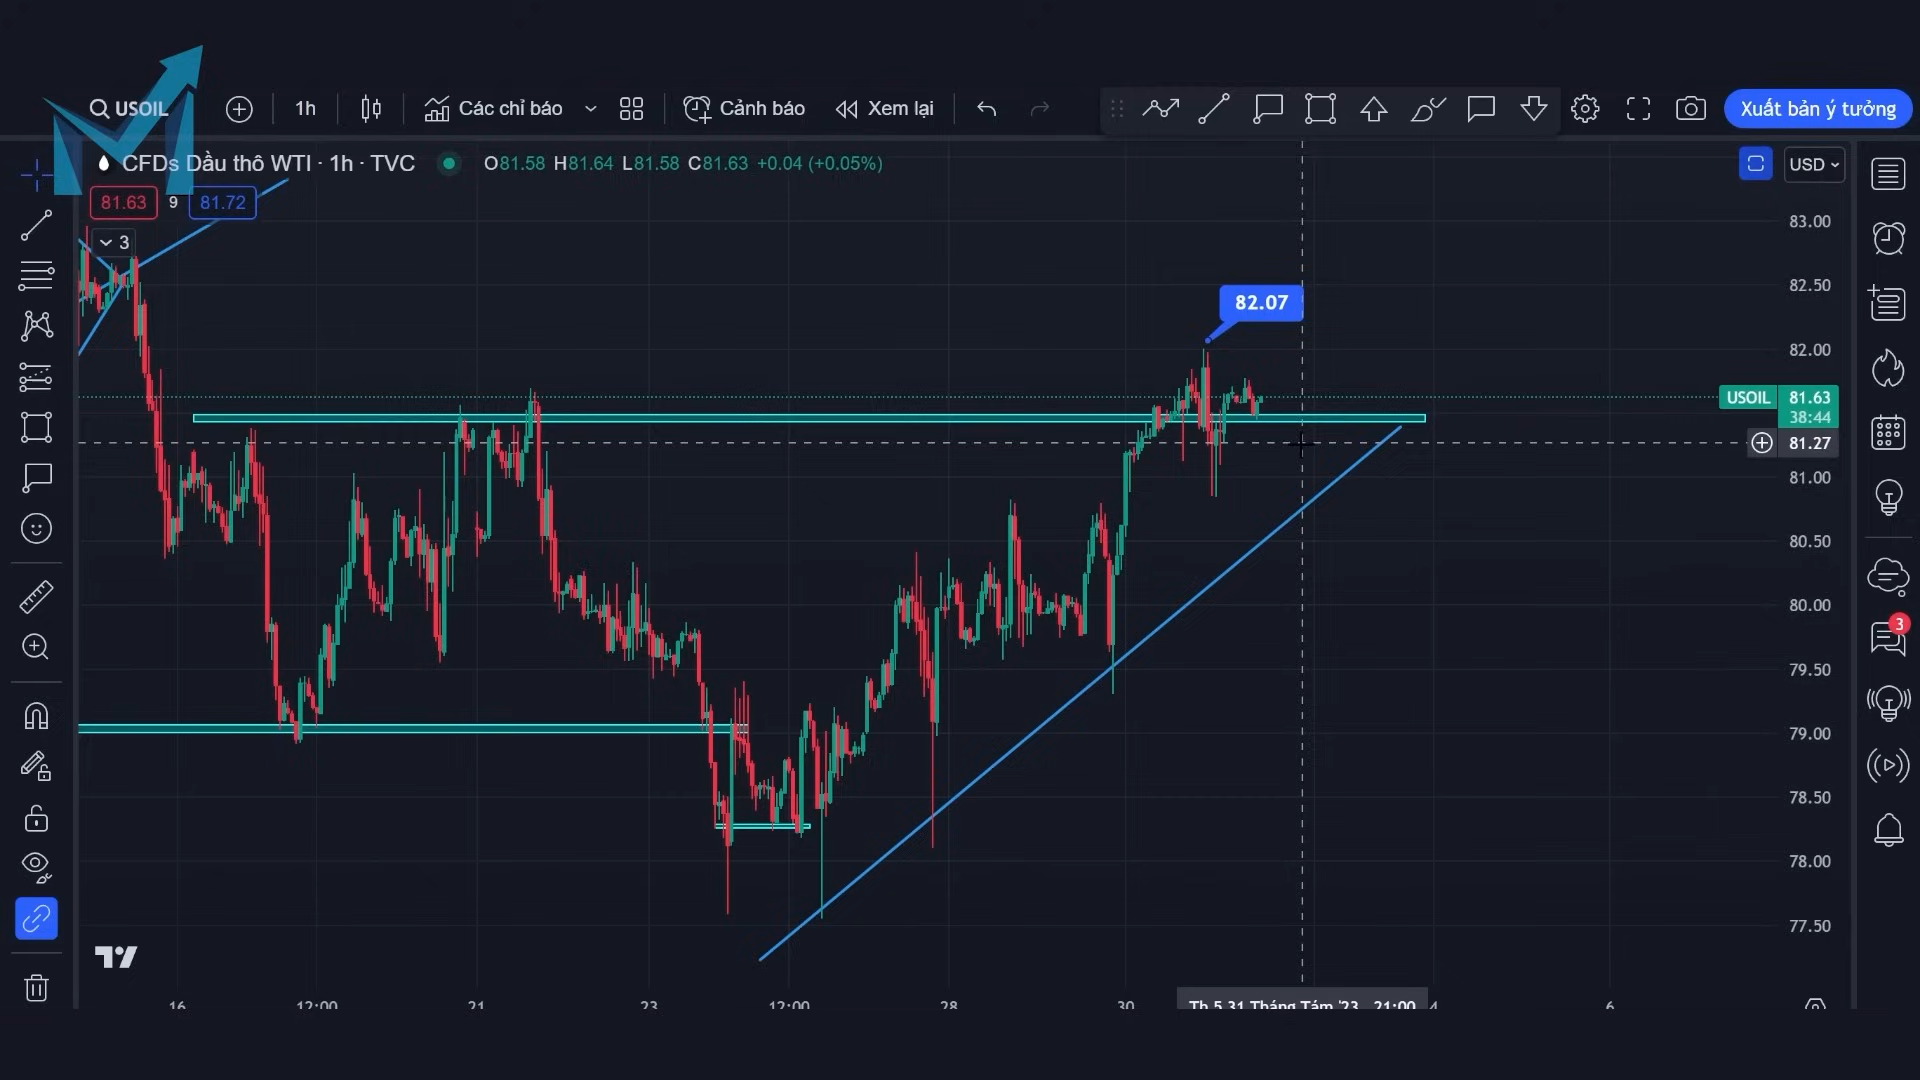 USOIL
1h
Các chỉ báo
Cảnh báo
Xem lại
Xuất bản ý tưởng
CFDs Dầu thô WTI · 1h · TVC
O81.58 H81.64 L81.58 C81.63 +0.04 (+0.05%)
USD
81.63 9 81.72
3
83.00
82.50
82.07
82.00
USOIL 81.63
38:44
81.27
81.00
80.50
80.00
79.50
79.00
78.50
78.00
77.50
3
16 12:00 21 23 12:00 28 30 Th 5 31 Tháng Tám '23 21:00 4 6